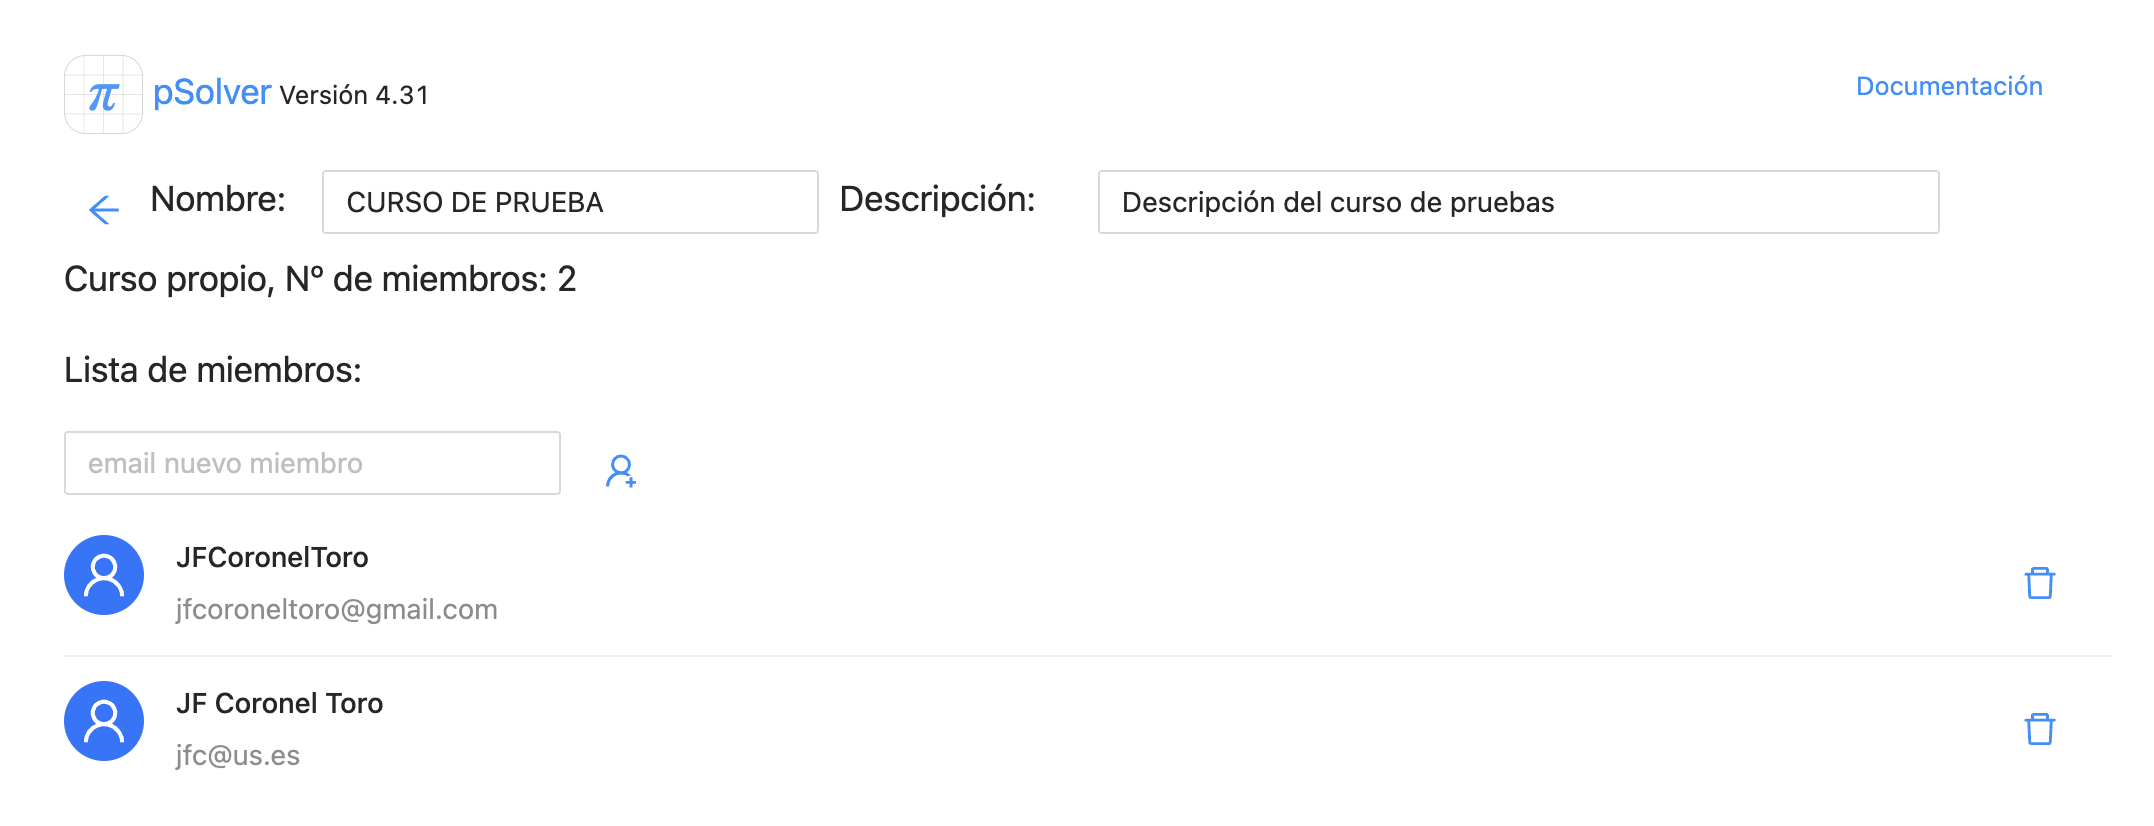 π pSolver Versión 4.31
Documentación
Nombre: CURSO DE PRUEBA Descripción: Descripción del curso de pruebas
Curso propio, Nº de miembros: 2
Lista de miembros:
email nuevo miembro
JFCoronelToro
jfcoroneltoro@gmail.com
JF Coronel Toro
jfc@us.es